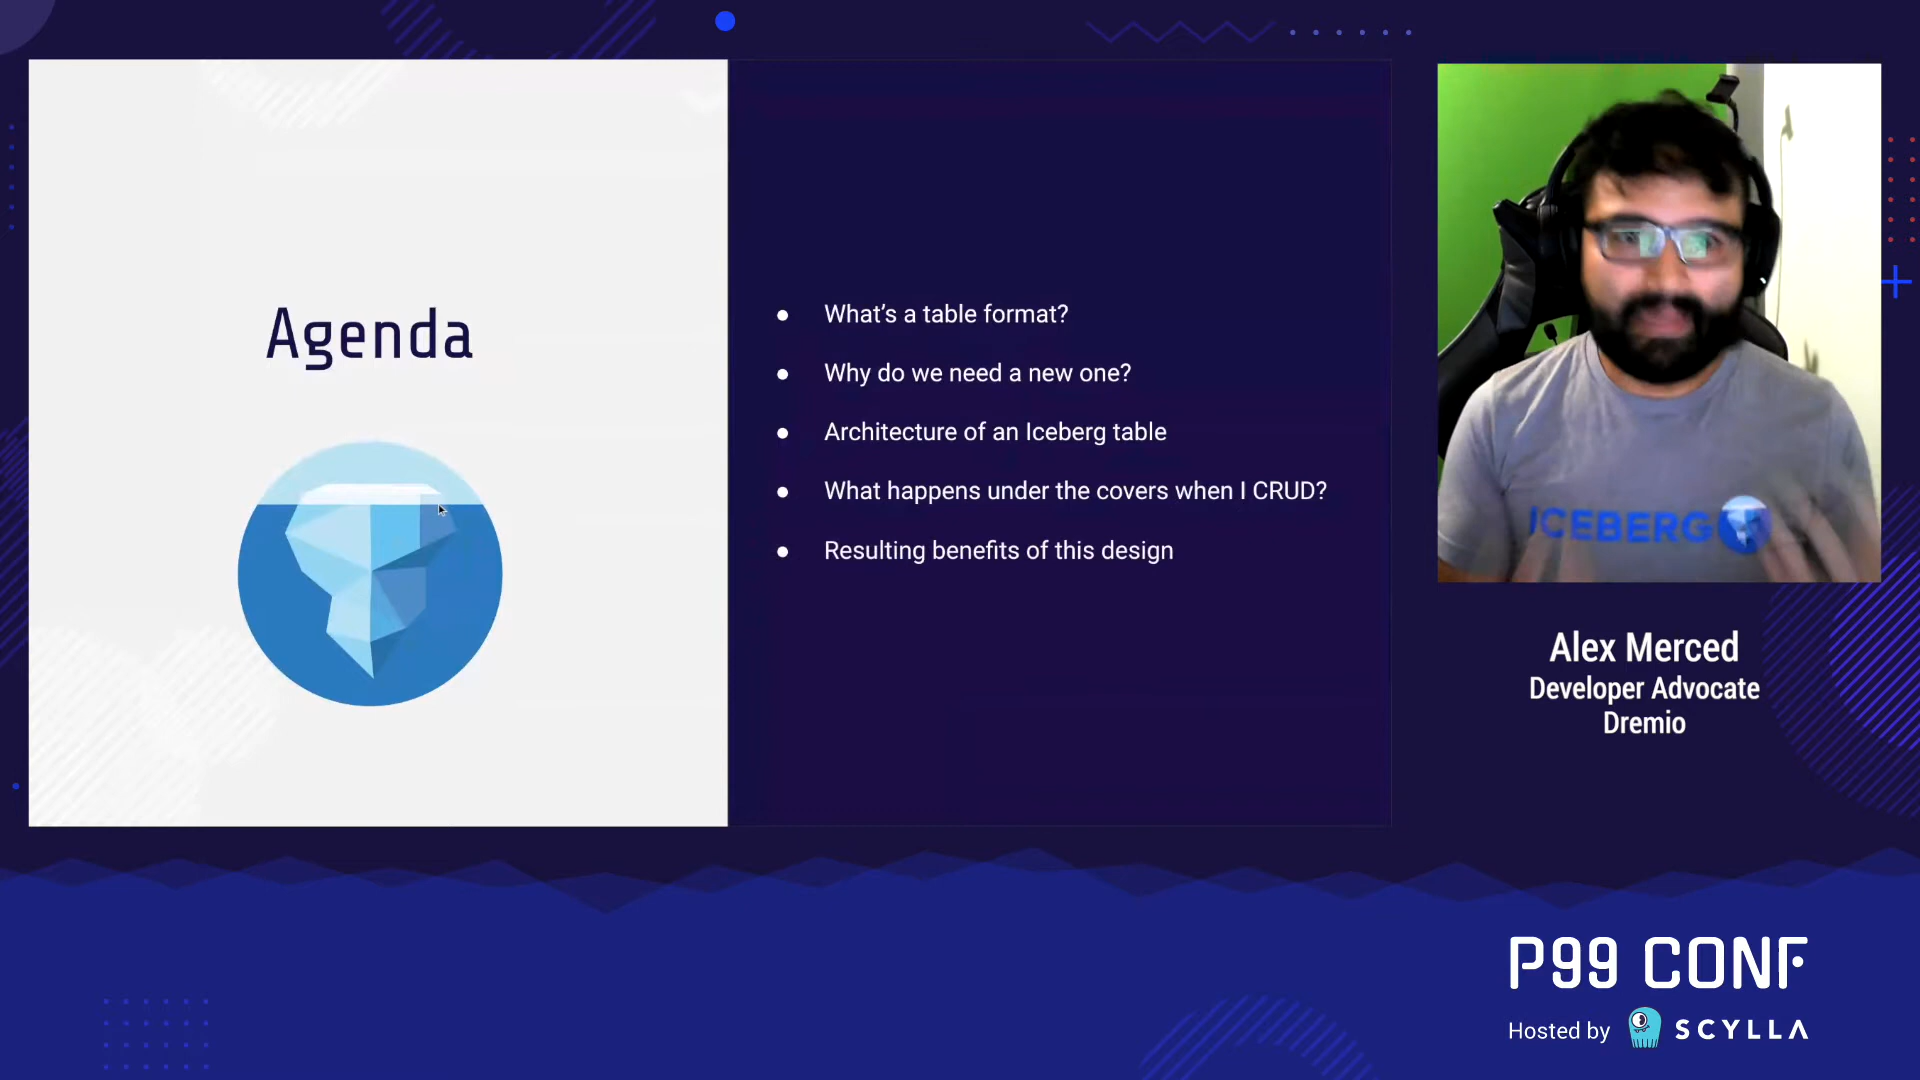 Agenda
What's a table format?
Why do we need a new one?
Architecture of an Iceberg table
What happens under the covers when I CRUD?
Resulting benefits of this design
ICEBERG
Alex Merced
Developer Advocate
Dremio
P99 CONF
Hosted by SCYLLA